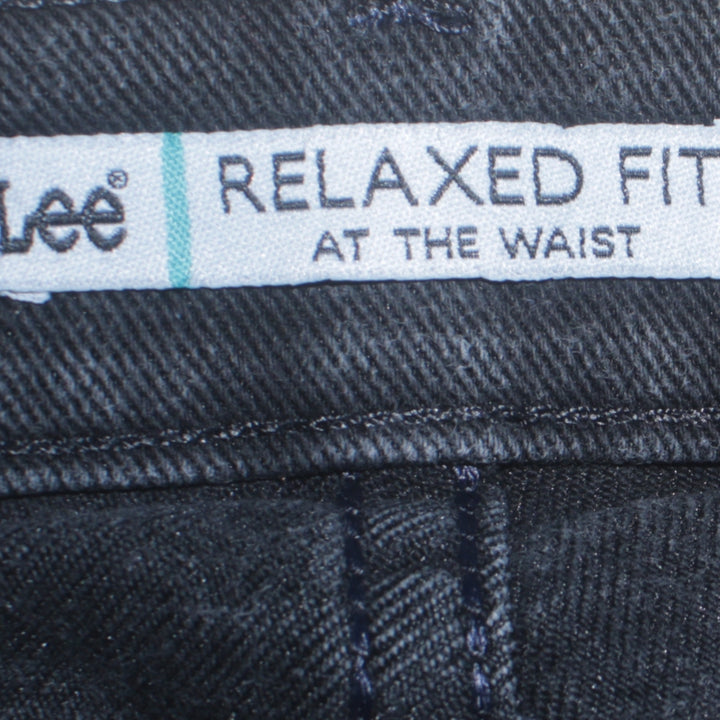 Lee®
RELAXED FIT
AT THE WAIST